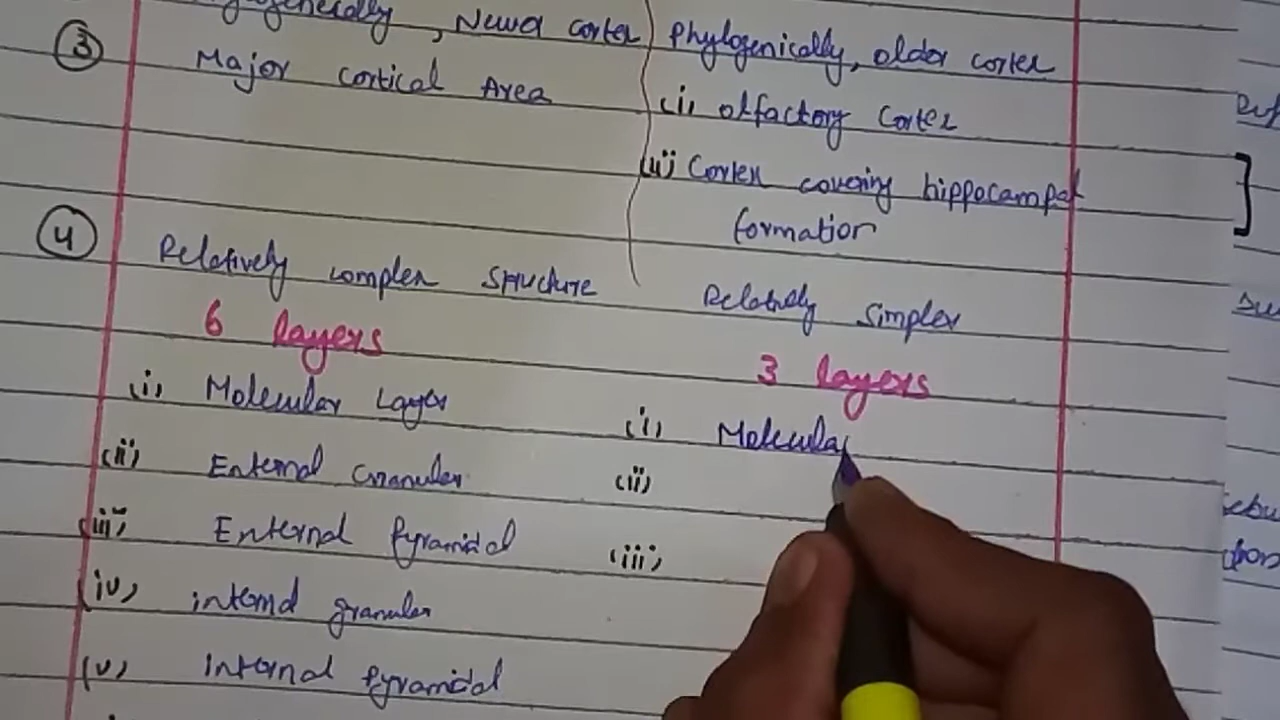 , Newer cortex Phylogenically, older cortex
③ Major cortical Area
(i) olfactory cortex
(ii) Cortex covering hippocampal
formation
④ Relatively complex structure
Relatively simpler
6 layers
3 layers
(i) Molecular Layer
(i) Molecular
(ii) External Granular
(ii)
(iii) External Pyramidal
(iii)
(iv) internal granular
(v) Internal Pyramidal